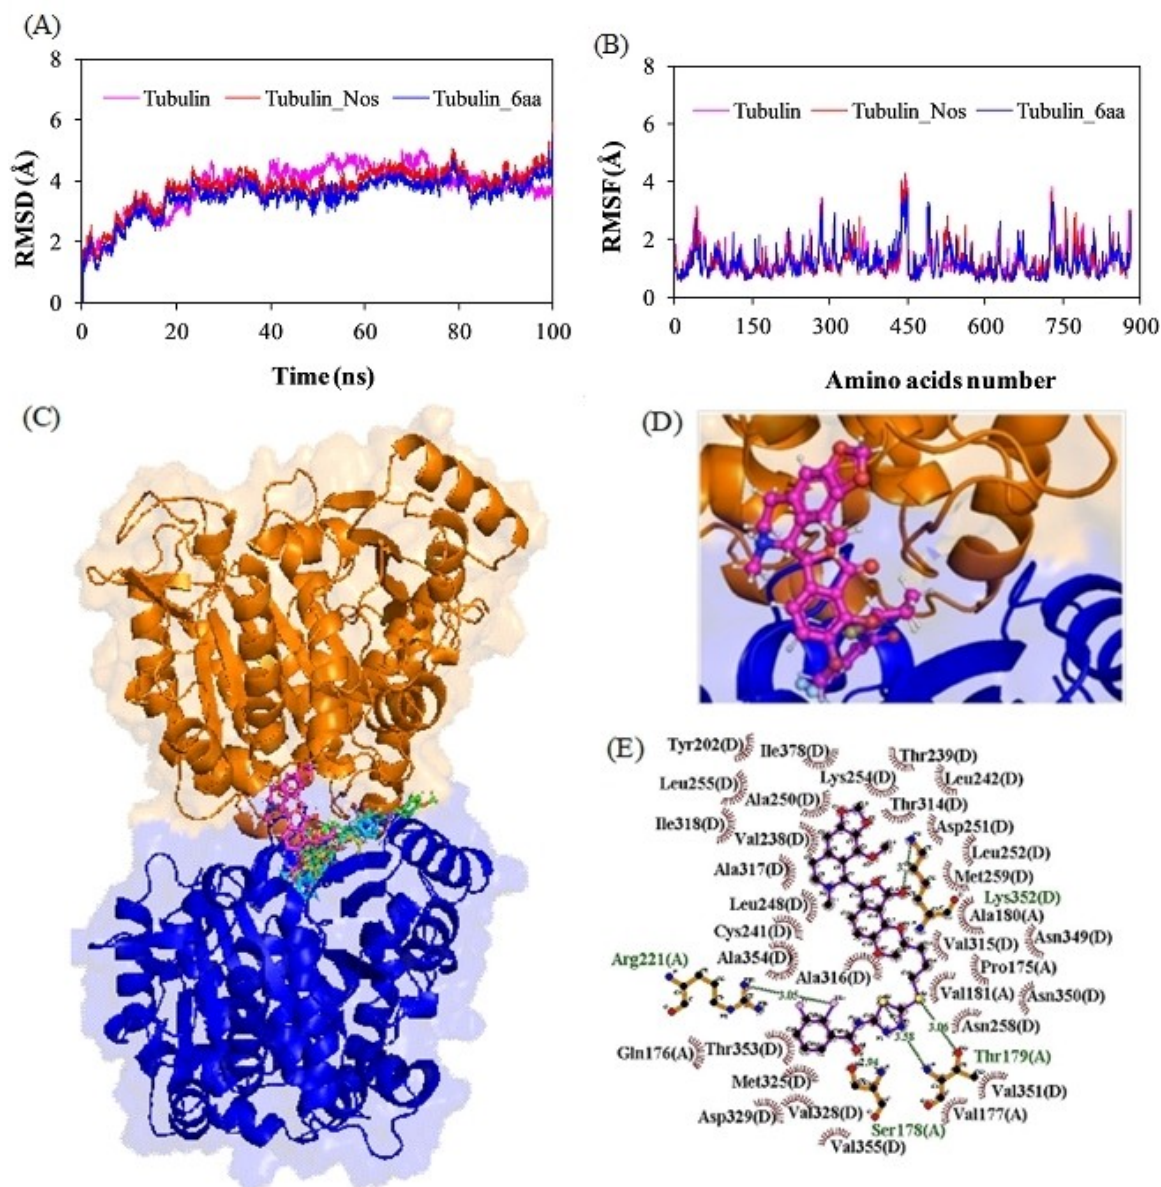 (A)
8
6
4
2
0
Tubulin
Tubulin_Nos
Tubulin_6aa
RMSD (Å)
0
20
40
60
80
100
Time (ns)
(B)
8
6
4
2
0
Tubulin
Tubulin_Nos
Tubulin_6aa
RMSF(Å)
0
150
300
450
600
750
900
Amino acids number
(C)
(D)
(E)
Tyr202(D)
Ile378(D)
Thr239(D)
Leu255(D)
Lys254(D)
Leu242(D)
Ala250(D)
Thr314(D)
Ile318(D)
Val238(D)
Asp251(D)
Leu252(D)
Ala317(D)
Met259(D)
Lys352(D)
Leu248(D)
Ala180(A)
Cys241(D)
Val315(D)
Asn349(D)
Ala354(D)
Arg221(A)
Ala316(D)
Pro175(A)
Val181(A)
Asn350(D)
3.05
Asn258(D)
3.06
3.58
Gln176(A)
Thr353(D)
Thr179(A)
2.94
Met325(D)
Val351(D)
Asp329(D)
Val328(D)
Val177(A)
Ser178(A)
Val355(D)